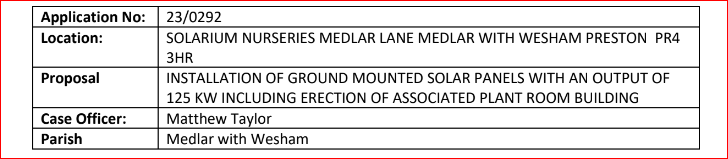 Application No: 23/0292
Location: SOLARIUM NURSERIES MEDLAR LANE MEDLAR WITH WESHAM PRESTON PR4
3HR
Proposal INSTALLATION OF GROUND MOUNTED SOLAR PANELS WITH AN OUTPUT OF
125 KW INCLUDING ERECTION OF ASSOCIATED PLANT ROOM BUILDING
Case Officer: Matthew Taylor
Parish Medlar with Wesham